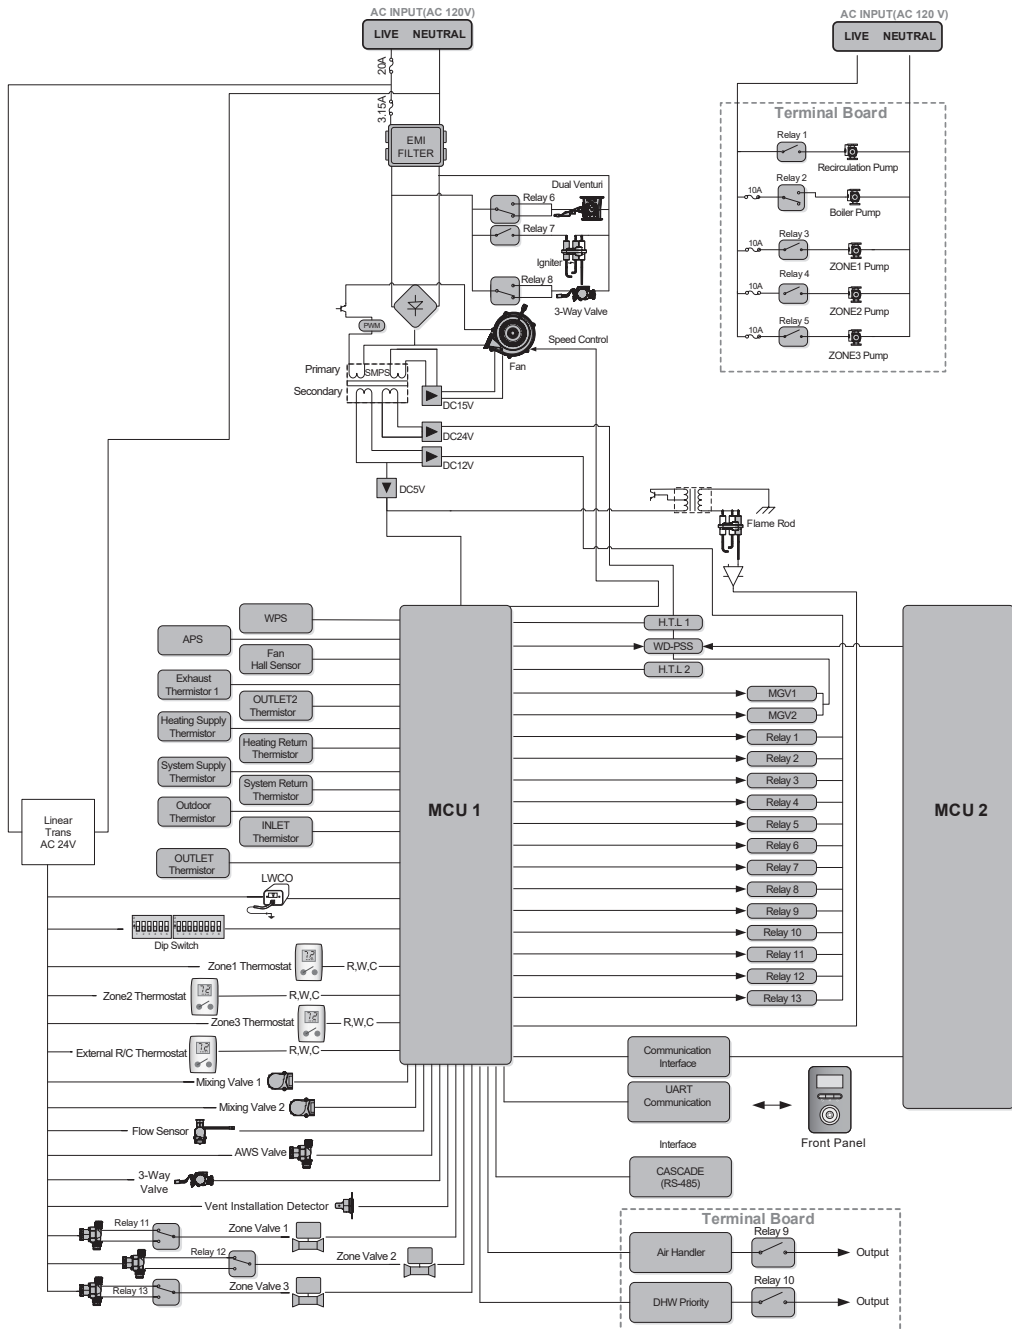 AC INPUT(AC 120V)
LIVE NEUTRAL
20A
3.15A
EMI
FILTER
Dual Venturi
Relay 6
Relay 7
Igniter
Relay 8
3-Way Valve
PWM
Speed Control
Fan
Primary
SMPS
Secondary
DC15V
DC24V
DC12V
DC5V
AC INPUT(AC 120 V)
LIVE NEUTRAL
Terminal Board
Relay 1
Recirculation Pump
Relay 2
10A
Boiler Pump
Relay 3
10A
ZONE1 Pump
Relay 4
10A
ZONE2 Pump
Relay 5
10A
ZONE3 Pump
Flame Rod
WPS
APS
Fan
Hall Sensor
Exhaust
Thermistor 1
OUTLET2
Thermistor
Heating Supply
Thermistor
Heating Return
Thermistor
System Supply
Thermistor
System Return
Thermistor
Outdoor
Thermistor
INLET
Thermistor
OUTLET
Thermistor
Linear
Trans
AC 24V
LWCO
Dip Switch
Zone1 Thermostat
R,W,C
Zone2 Thermostat
R,W,C
Zone3 Thermostat
R,W,C
External R/C Thermostat
R,W,C
Mixing Valve 1
Mixing Valve 2
Flow Sensor
AWS Valve
3-Way
Valve
Vent Installation Detector
Relay 11
Zone Valve 1
Relay 12
Zone Valve 2
Relay 13
Zone Valve 3
MCU 1
H.T.L 1
WD-PSS
H.T.L 2
MGV1
MGV2
Relay 1
Relay 2
Relay 3
Relay 4
Relay 5
Relay 6
Relay 7
Relay 8
Relay 9
Relay 10
Relay 11
Relay 12
Relay 13
MCU 2
Communication
Interface
UART
Communication
Front Panel
Interface
CASCADE
(RS-485)
Terminal Board
Air Handler
Relay 9
Output
DHW Priority
Relay 10
Output